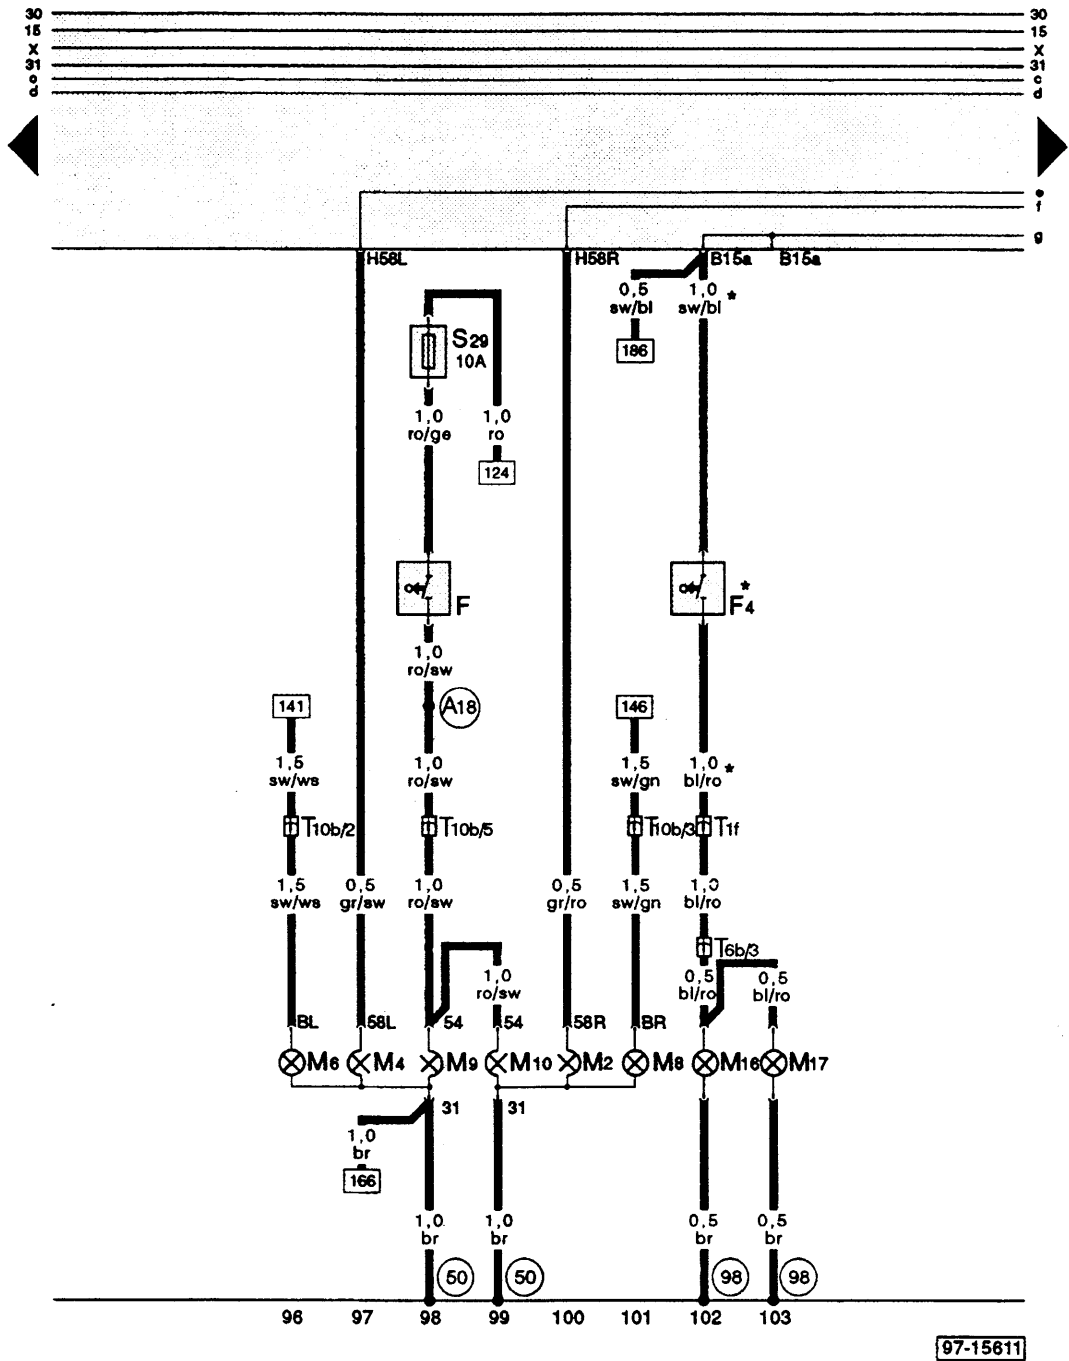 30 30
15 15
X X
31 31
c c
d d
e
f
g
H58L H58R B15a B15a
0,5 1,0
sw/bl sw/bl *
S29
10A
186
1,0 1,0
ro/ge ro
124
F F4 *
1,0
ro/sw
141 A18 146
1,5 1,0 1,5 1,0
sw/ws ro/sw sw/gn bl/ro *
T10b/2 T10b/5 T10b/3 T1f
1,5 0,5 1,0 0,5 1,5 1,0
sw/ws gr/sw ro/sw gr/ro sw/gn bl/ro
T6b/3
1,0 0,5 0,5
ro/sw bl/ro bl/ro
BL 58L 54 54 58R BR
M6 M4 M9 M10 M2 M8 M16 M17
31 31
1,0
br
166
1,0 1,0 0,5 0,5
br br br br
50 50 98 98
96 97 98 99 100 101 102 103
97-15611